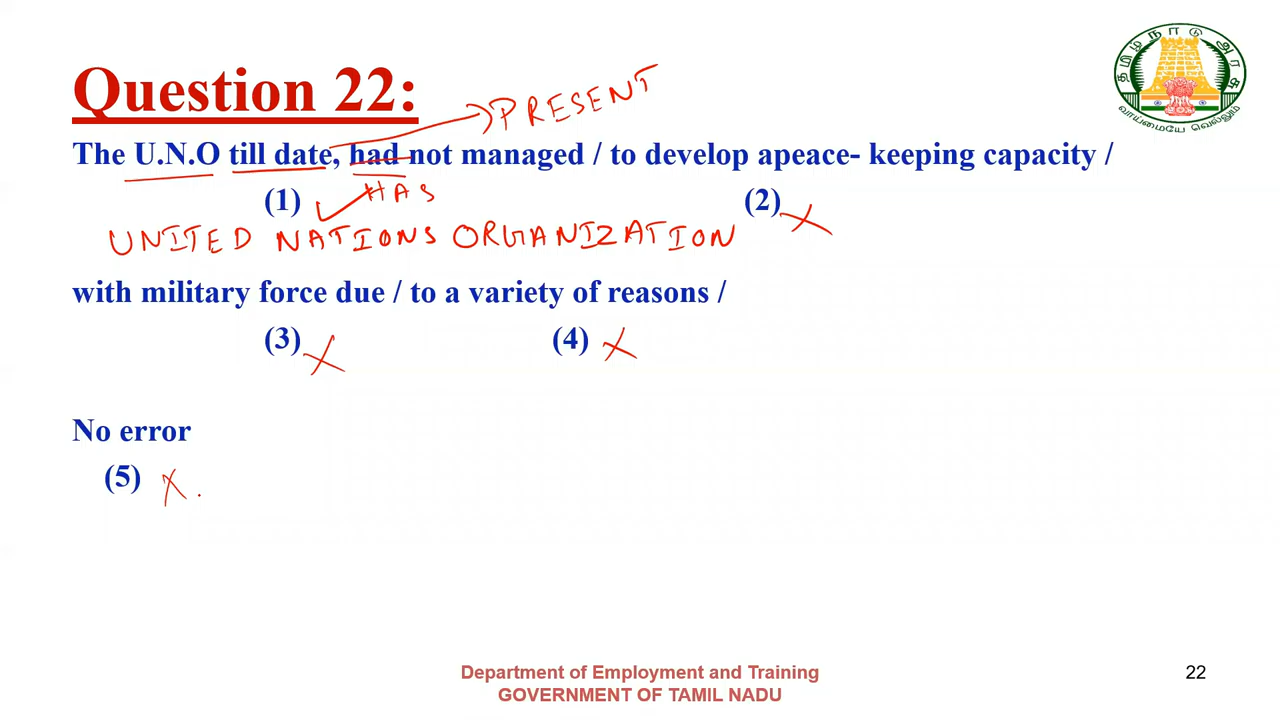 தமிழ்நாடு அரசு
வாய்மையே வெல்லும்
Question 22:
PRESENT
The U.N.O till date, had not managed / to develop apeace- keeping capacity /
(1) HAS (2)
UNITED NATIONS ORGANIZATION
with military force due / to a variety of reasons /
(3) (4)
No error
(5)
Department of Employment and Training
GOVERNMENT OF TAMIL NADU
22